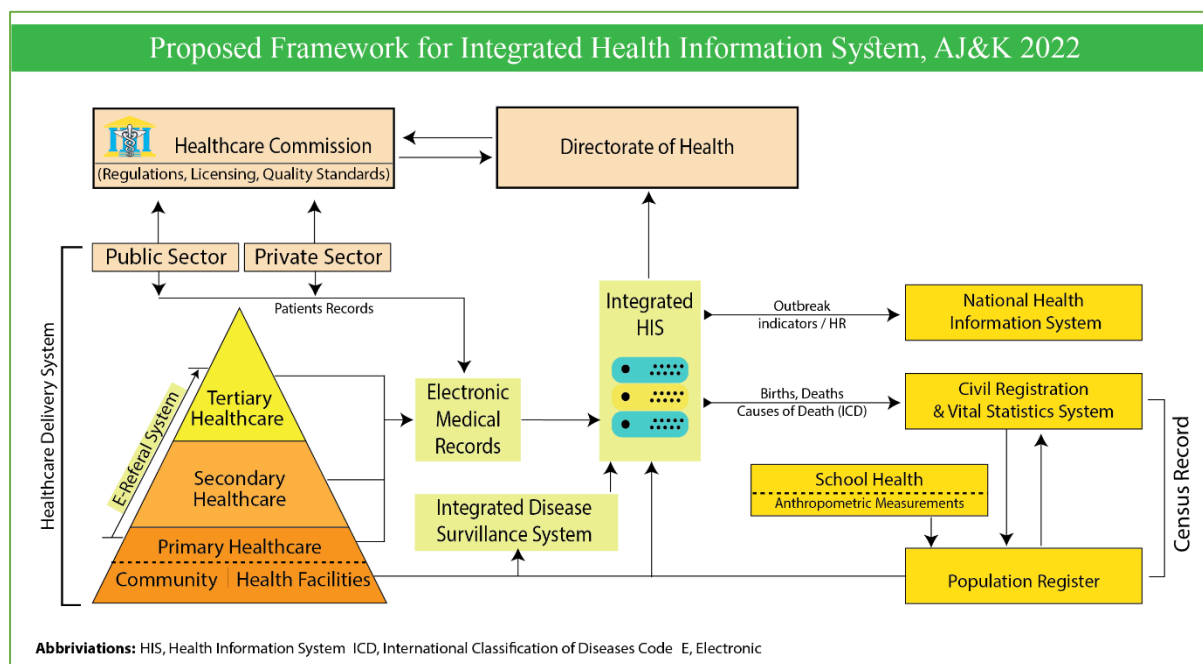 Proposed Framework for Integrated Health Information System, AJ&K 2022
Healthcare Commission
(Regulations, Licensing, Quality Standards)
Directorate of Health
Public Sector
Private Sector
Patients Records
Healthcare Delivery System
E-Referal System
Tertiary
Healthcare
Secondary
Healthcare
Primary Healthcare
Community
Health Facilities
Electronic
Medical
Records
Integrated Disease
Survillance System
Integrated
HIS
Outbreak
indicators / HR
National Health
Information System
Births, Deaths
Causes of Death (ICD)
Civil Registration
& Vital Statistics System
School Health
Anthropometric Measurements
Population Register
Census Record
Abbriviations: HIS, Health Information System ICD, International Classification of Diseases Code E, Electronic